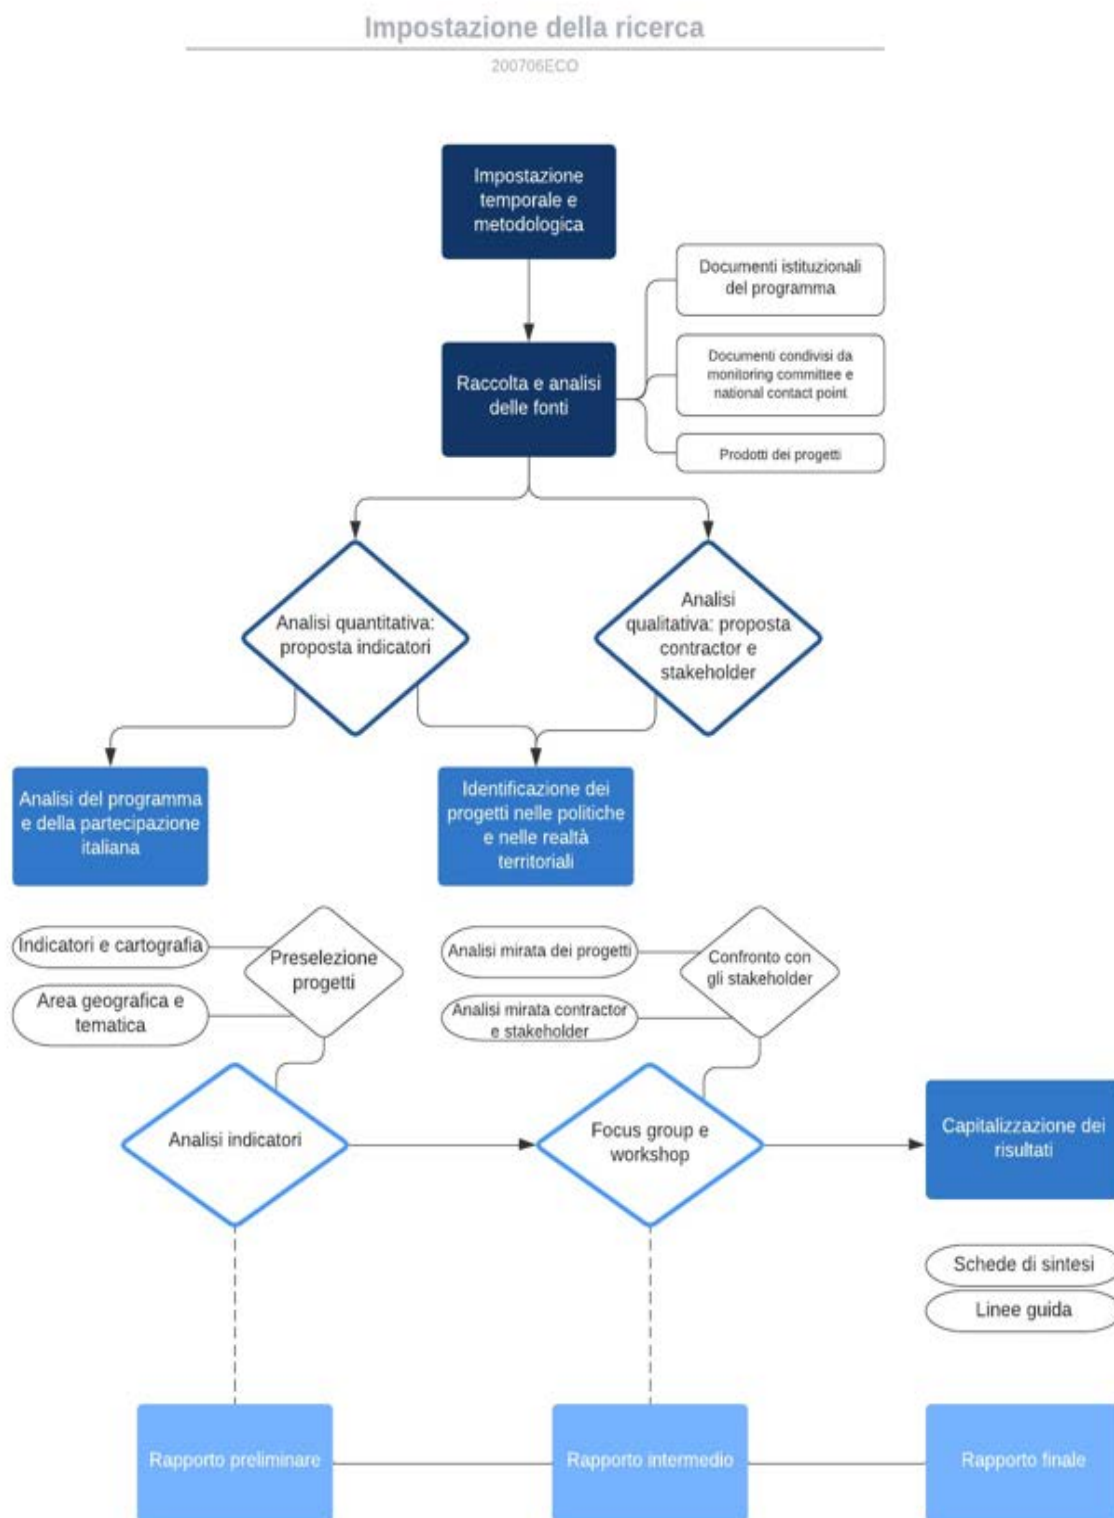 Impostazione della ricerca
200706ECO
Impostazione
temporale e
metodologica
Documenti istituzionali
del programma
Raccolta e analisi
delle fonti
Documenti condivisi da
monitoring committee e
national contact point
Prodotti dei progetti
Analisi quantitativa:
proposta indicatori
Analisi
qualitativa: proposta
contractor e
stakeholder
Analisi del programma
e della partecipazione
italiana
Identificazione dei
progetti nelle politiche
e nelle realtà
territoriali
Indicatori e cartografia
Area geografica e
tematica
Preselezione
progetti
Analisi mirata dei progetti
Analisi mirata contractor
e stakeholder
Confronto con
gli stakeholder
Analisi indicatori
Focus group e
workshop
Capitalizzazione dei
risultati
Schede di sintesi
Linee guida
Rapporto preliminare
Rapporto intermedio
Rapporto finale